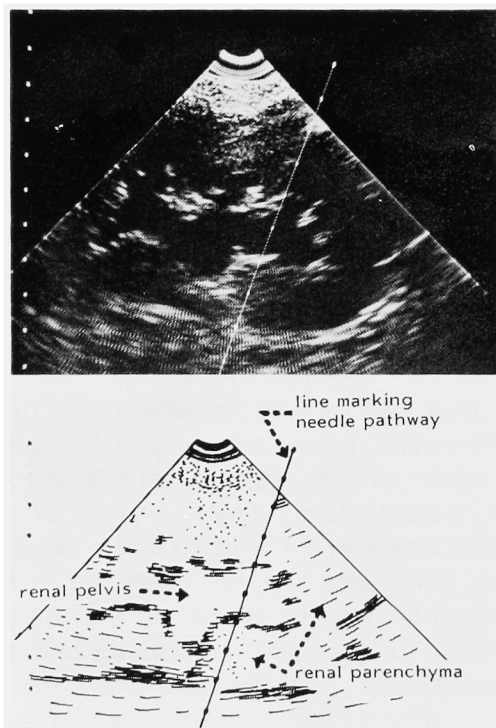 line marking
needle pathway
renal pelvis
renal parenchyma